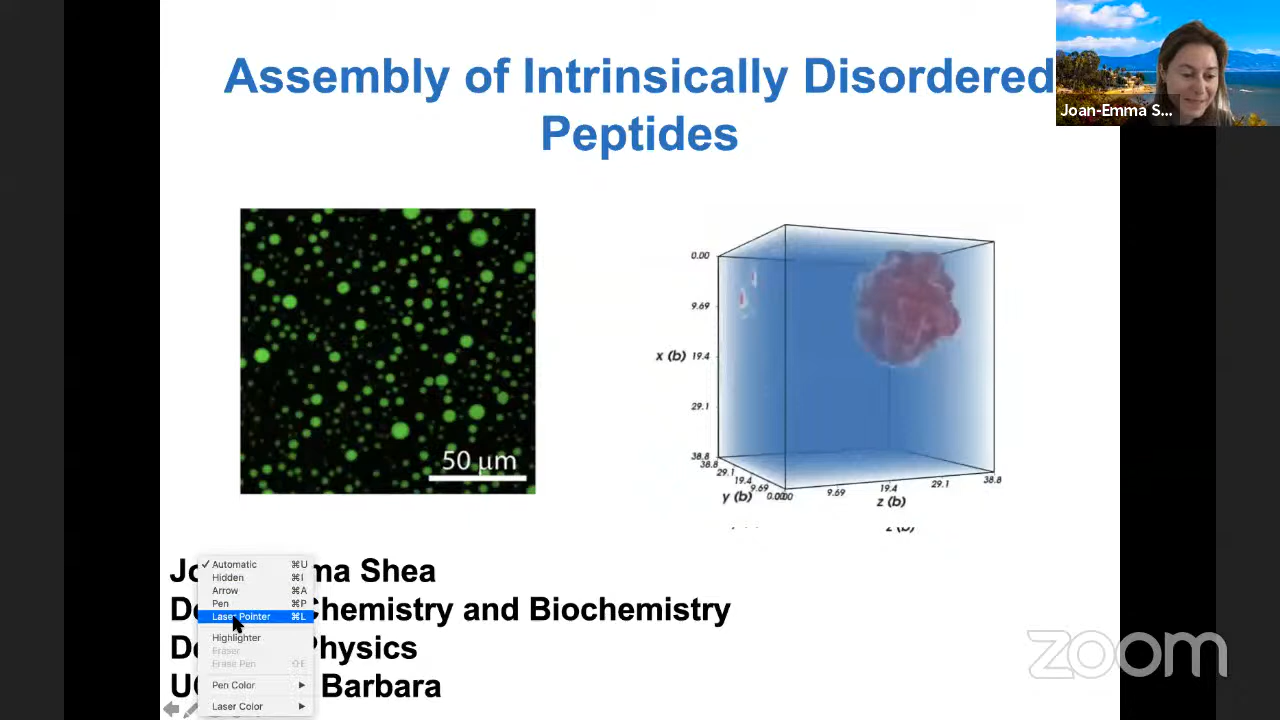 Assembly of Intrinsically Disordered
Peptides
Joan-Emma S...
50 µm
0.00
9.69
x (b) 19.4
29.1
38.8
38.8
29.1
19.4
9.69
y (b) 0.00
9.69
19.4
29.1
38.8
z (b)
z (b)
Jo ma Shea
De Chemistry and Biochemistry
De Physics
U Barbara
✓ Automatic ⌘U
Hidden ⌘I
Arrow ⌘A
Pen ⌘P
Laser Pointer ⌘L
Highlighter
Eraser
Erase Pen ⇧E
Pen Color
Laser Color
zoom